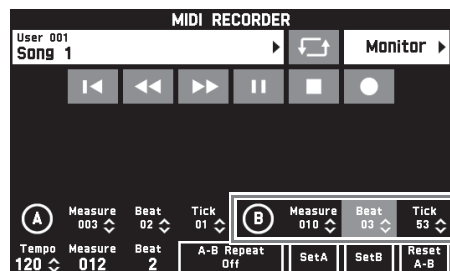 MIDI RECORDER
User 001
Song 1
Monitor
A
Measure
003
Beat
02
Tick
01
B
Measure
010
Beat
03
Tick
53
Tempo
120
Measure
012
Beat
2
A-B Repeat
Off
SetA
SetB
Reset
A-B